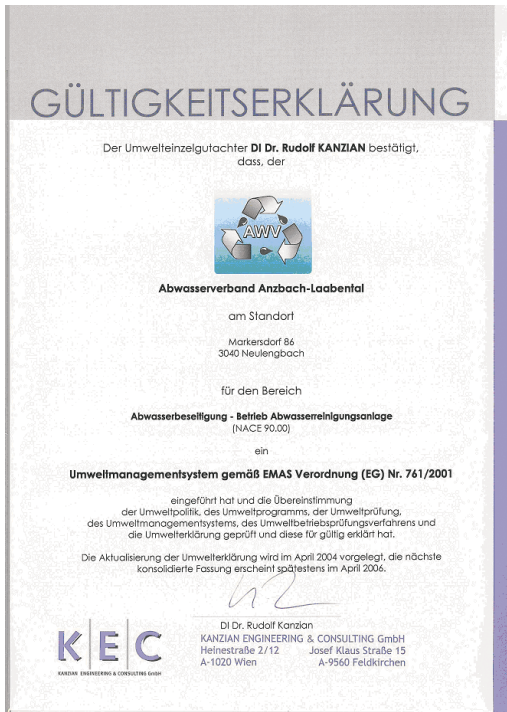 GÜLTIGKEITSERKLÄRUNG
Der Umwelteinzelgutachter DI Dr. Rudolf KANZIAN bestätigt,
dass, der
AWV
Abwasserverband Anzbach-Laabental
am Standort
Markersdorf 86
3040 Neulengbach
für den Bereich
Abwasserbeseitigung - Betrieb Abwasserreinigungsanlage
(NACE 90.00)
ein
Umweltmanagementsystem gemäß EMAS Verordnung (EG) Nr. 761/2001
eingeführt hat und die Übereinstimmung
der Umweltpolitik, des Umweltprogramms, der Umweltprüfung,
des Umweltmanagementsystems, des Umweltbetriebsprüfungsverfahrens und
die Umwelterklärung geprüft und diese für gültig erklärt hat.
Die Aktualisierung der Umwelterklärung wird im April 2004 vorgelegt, die nächste
konsolidierte Fassung erscheint spätestens im April 2006.
DI Dr. Rudolf Kanzian
KANZIAN ENGINEERING & CONSULTING GmbH
Heinestraße 2/12 Josef Klaus Straße 15
A-1020 Wien A-9560 Feldkirchen
KEC
KANZIAN ENGINEERING & CONSULTING GmbH